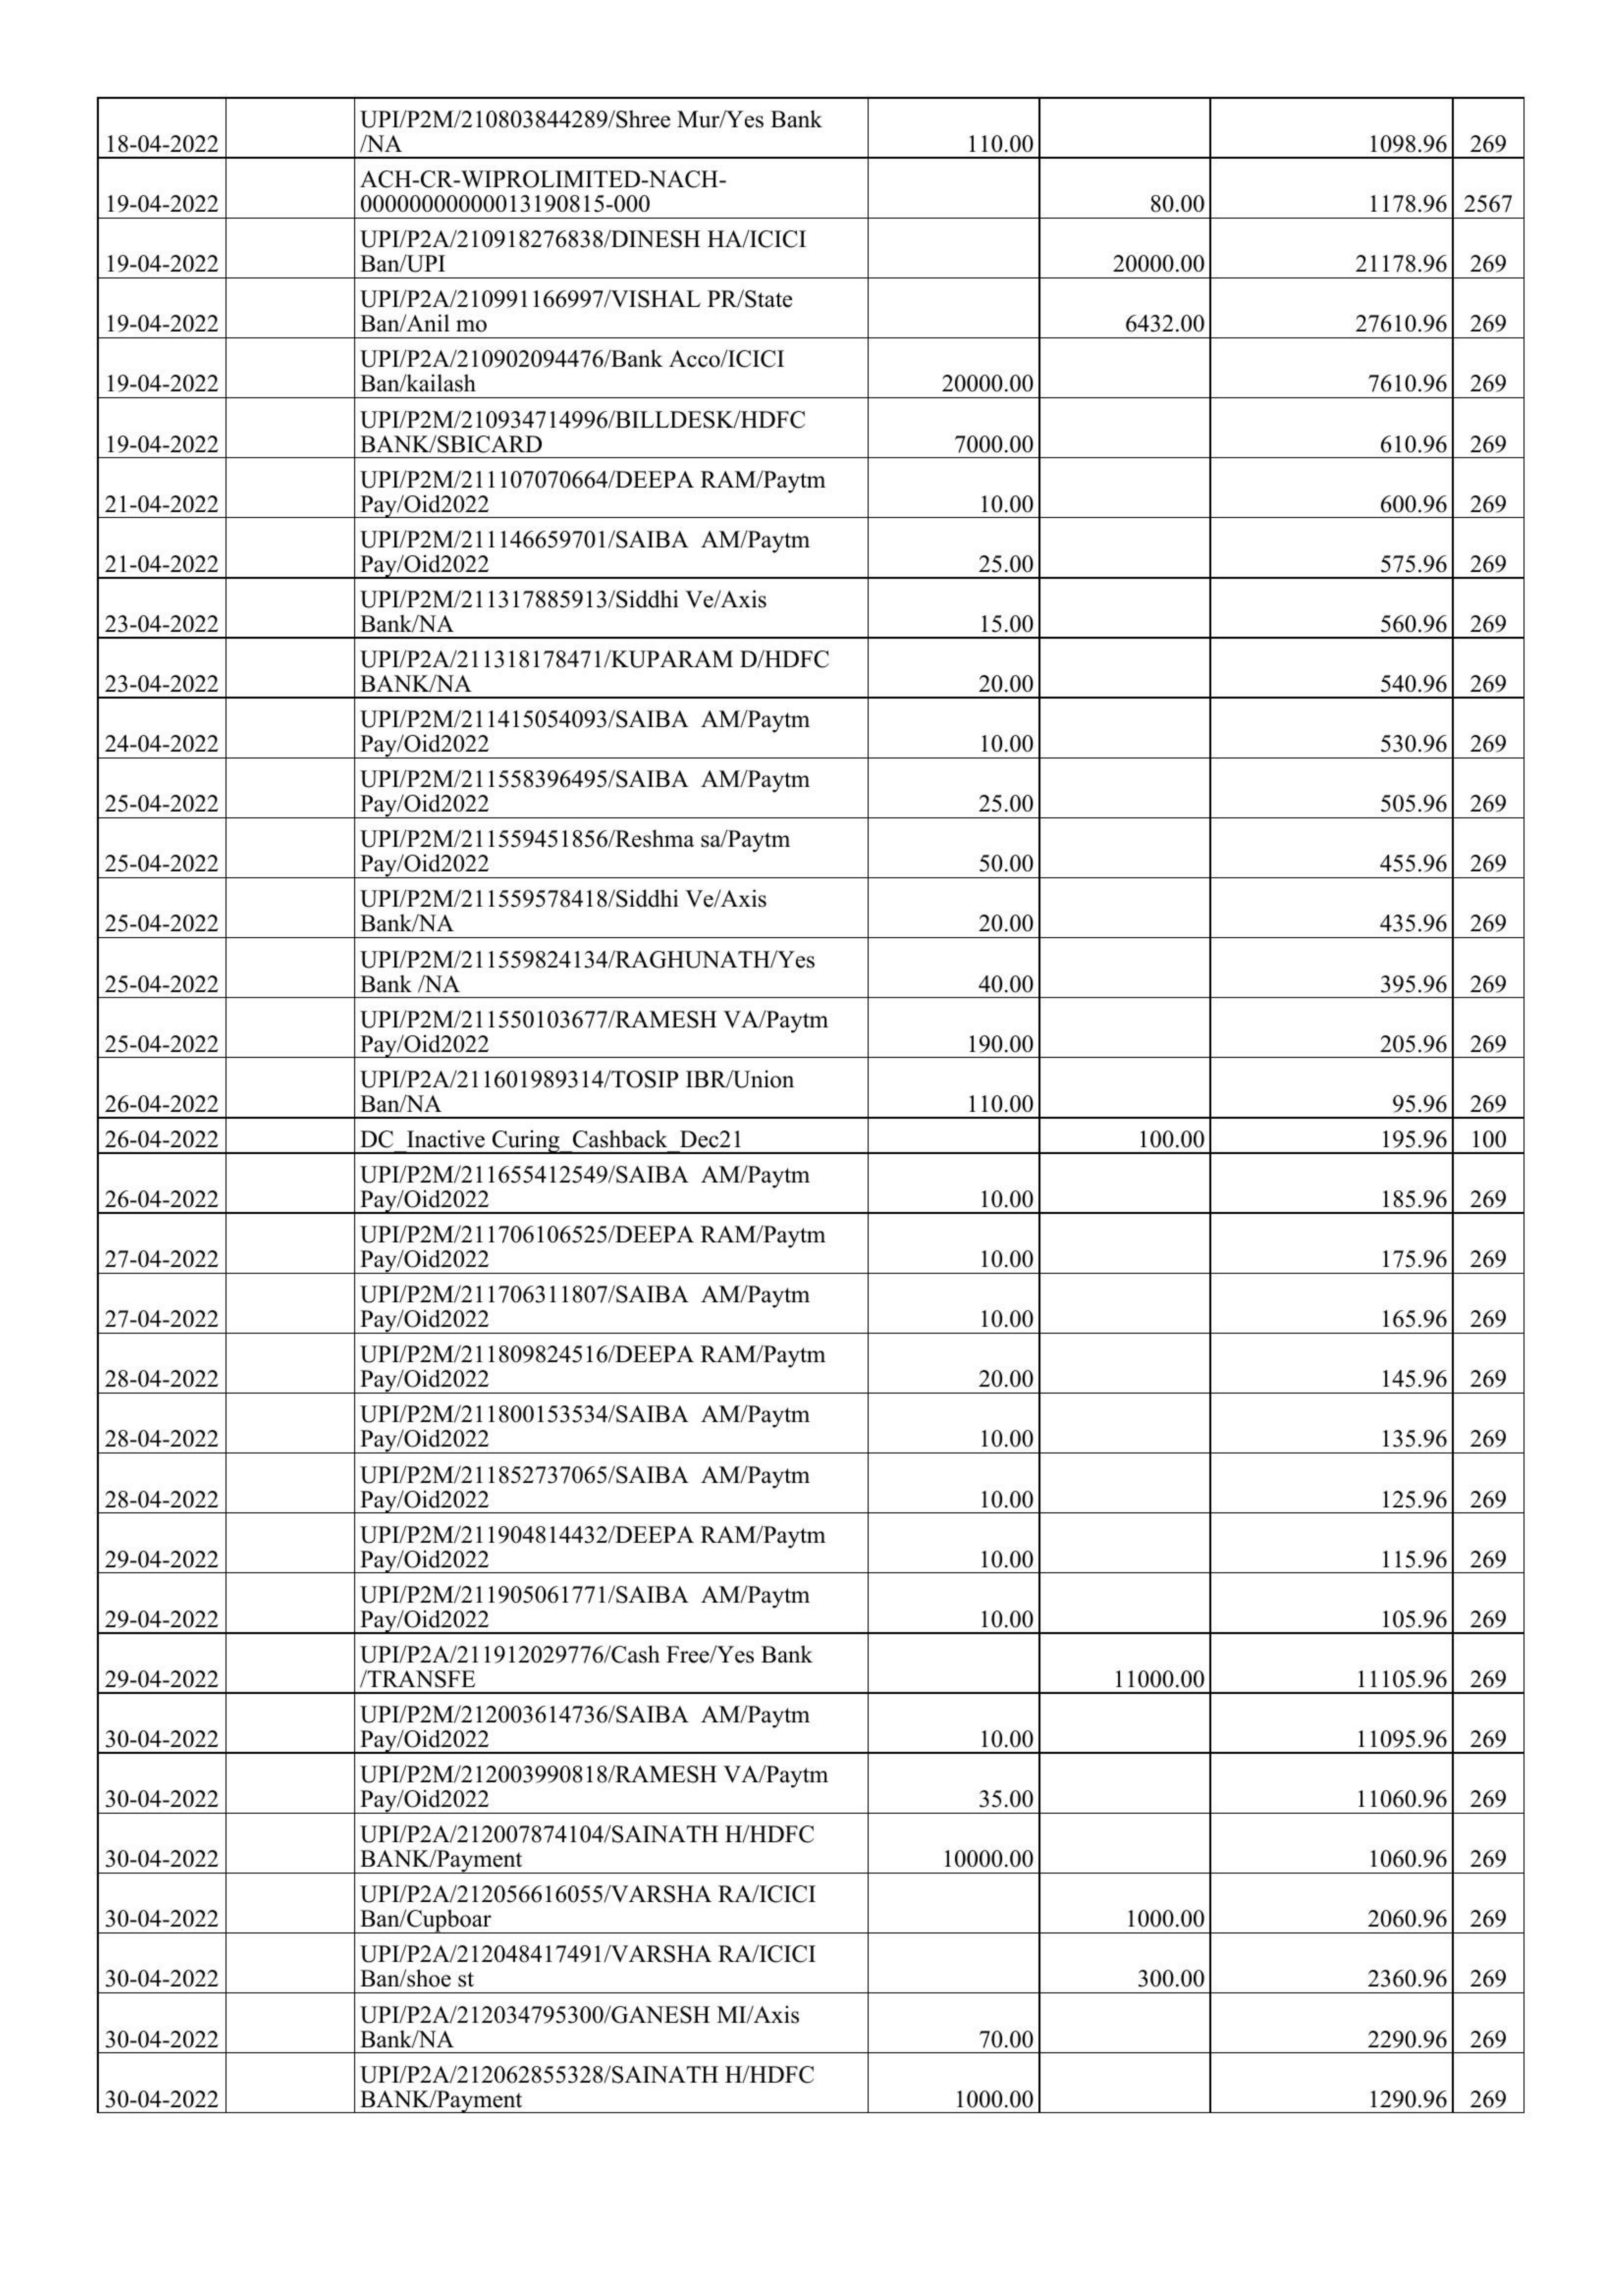 UPI/P2M/210803844289/Shree Mur/Yes Bank
18-04-2022 /NA 110.00 1098.96 269
ACH-CR-WIPROLIMITED-NACH-
19-04-2022 00000000000013190815-000 80.00 1178.96 2567
UPI/P2A/210918276838/DINESH HA/ICICI
19-04-2022 Ban/UPI 20000.00 21178.96 269
UPI/P2A/210991166997/VISHAL PR/State
19-04-2022 Ban/Anil mo 6432.00 27610.96 269
UPI/P2A/210902094476/Bank Acco/ICICI
19-04-2022 Ban/kailash 20000.00 7610.96 269
UPI/P2M/210934714996/BILLDESK/HDFC
19-04-2022 BANK/SBICARD 7000.00 610.96 269
UPI/P2M/211107070664/DEEPA RAM/Paytm
21-04-2022 Pay/Oid2022 10.00 600.96 269
UPI/P2M/211146659701/SAIBA  AM/Paytm
21-04-2022 Pay/Oid2022 25.00 575.96 269
UPI/P2M/211317885913/Siddhi Ve/Axis
23-04-2022 Bank/NA 15.00 560.96 269
UPI/P2A/211318178471/KUPARAM D/HDFC
23-04-2022 BANK/NA 20.00 540.96 269
UPI/P2M/211415054093/SAIBA  AM/Paytm
24-04-2022 Pay/Oid2022 10.00 530.96 269
UPI/P2M/211558396495/SAIBA  AM/Paytm
25-04-2022 Pay/Oid2022 25.00 505.96 269
UPI/P2M/211559451856/Reshma sa/Paytm
25-04-2022 Pay/Oid2022 50.00 455.96 269
UPI/P2M/211559578418/Siddhi Ve/Axis
25-04-2022 Bank/NA 20.00 435.96 269
UPI/P2M/211559824134/RAGHUNATH/Yes
25-04-2022 Bank /NA 40.00 395.96 269
UPI/P2M/211550103677/RAMESH VA/Paytm
25-04-2022 Pay/Oid2022 190.00 205.96 269
UPI/P2A/211601989314/TOSIP IBR/Union
26-04-2022 Ban/NA 110.00 95.96 269
26-04-2022 DC_Inactive Curing_Cashback_Dec21 100.00 195.96 100
UPI/P2M/211655412549/SAIBA  AM/Paytm
26-04-2022 Pay/Oid2022 10.00 185.96 269
UPI/P2M/211706106525/DEEPA RAM/Paytm
27-04-2022 Pay/Oid2022 10.00 175.96 269
UPI/P2M/211706311807/SAIBA  AM/Paytm
27-04-2022 Pay/Oid2022 10.00 165.96 269
UPI/P2M/211809824516/DEEPA RAM/Paytm
28-04-2022 Pay/Oid2022 20.00 145.96 269
UPI/P2M/211800153534/SAIBA  AM/Paytm
28-04-2022 Pay/Oid2022 10.00 135.96 269
UPI/P2M/211852737065/SAIBA  AM/Paytm
28-04-2022 Pay/Oid2022 10.00 125.96 269
UPI/P2M/211904814432/DEEPA RAM/Paytm
29-04-2022 Pay/Oid2022 10.00 115.96 269
UPI/P2M/211905061771/SAIBA  AM/Paytm
29-04-2022 Pay/Oid2022 10.00 105.96 269
UPI/P2A/211912029776/Cash Free/Yes Bank
29-04-2022 /TRANSFE 11000.00 11105.96 269
UPI/P2M/212003614736/SAIBA  AM/Paytm
30-04-2022 Pay/Oid2022 10.00 11095.96 269
UPI/P2M/212003990818/RAMESH VA/Paytm
30-04-2022 Pay/Oid2022 35.00 11060.96 269
UPI/P2A/212007874104/SAINATH H/HDFC
30-04-2022 BANK/Payment 10000.00 1060.96 269
UPI/P2A/212056616055/VARSHA RA/ICICI
30-04-2022 Ban/Cupboar 1000.00 2060.96 269
UPI/P2A/212048417491/VARSHA RA/ICICI
30-04-2022 Ban/shoe st 300.00 2360.96 269
UPI/P2A/212034795300/GANESH MI/Axis
30-04-2022 Bank/NA 70.00 2290.96 269
UPI/P2A/212062855328/SAINATH H/HDFC
30-04-2022 BANK/Payment 1000.00 1290.96 269